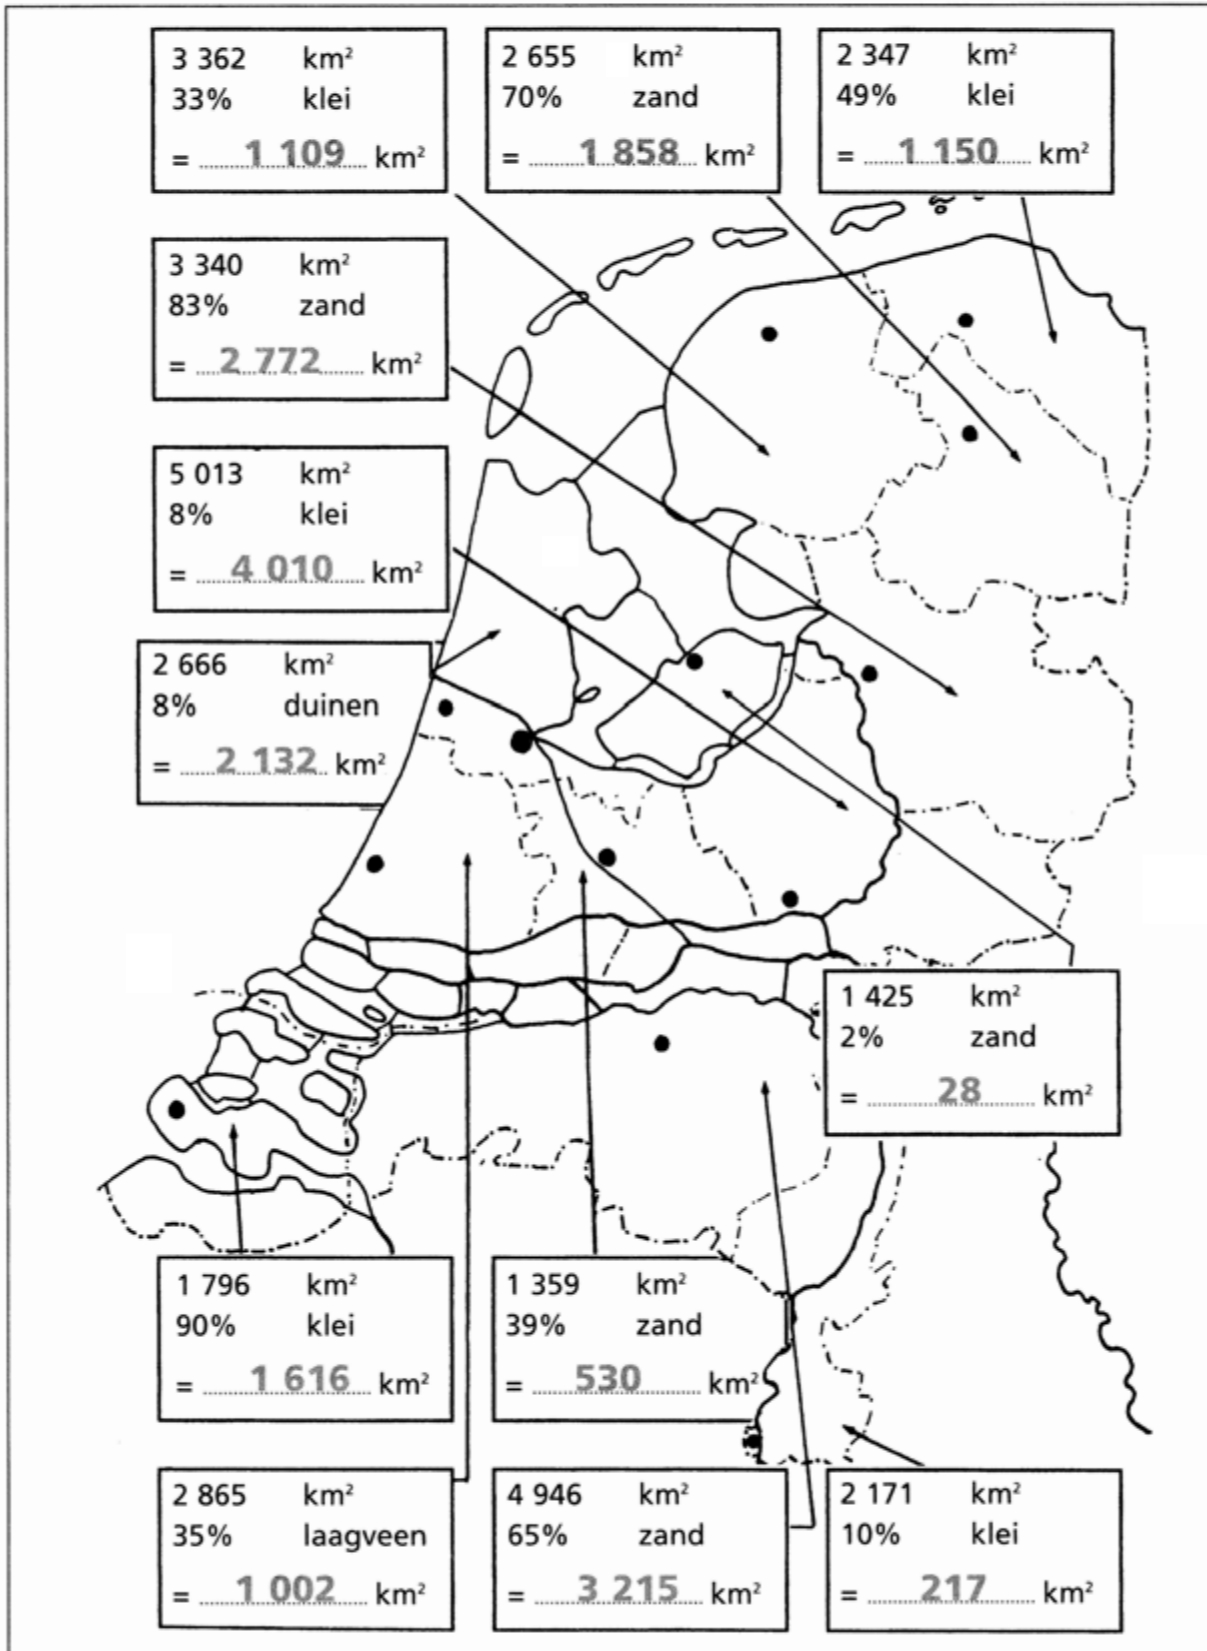 3 362 km²
33% klei
= 1 109 km²
2 655 km²
70% zand
= 1 858 km²
2 347 km²
49% klei
= 1 150 km²
3 340 km²
83% zand
= 2 772 km²
5 013 km²
8% klei
= 4 010 km²
2 666 km²
8% duinen
= 2 132 km²
1 425 km²
2% zand
= 28 km²
1 796 km²
90% klei
= 1 616 km²
1 359 km²
39% zand
= 530 km²
2 865 km²
35% laagveen
= 1 002 km²
4 946 km²
65% zand
= 3 215 km²
2 171 km²
10% klei
= 217 km²